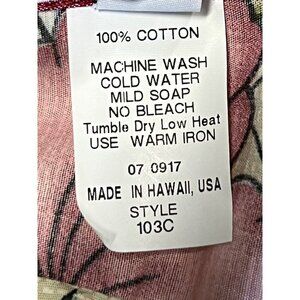 100% COTTON
MACHINE WASH
COLD WATER
MILD SOAP
NO BLEACH
Tumble Dry Low Heat
USE WARM IRON
07 0917
MADE IN HAWAII, USA
STYLE
103C